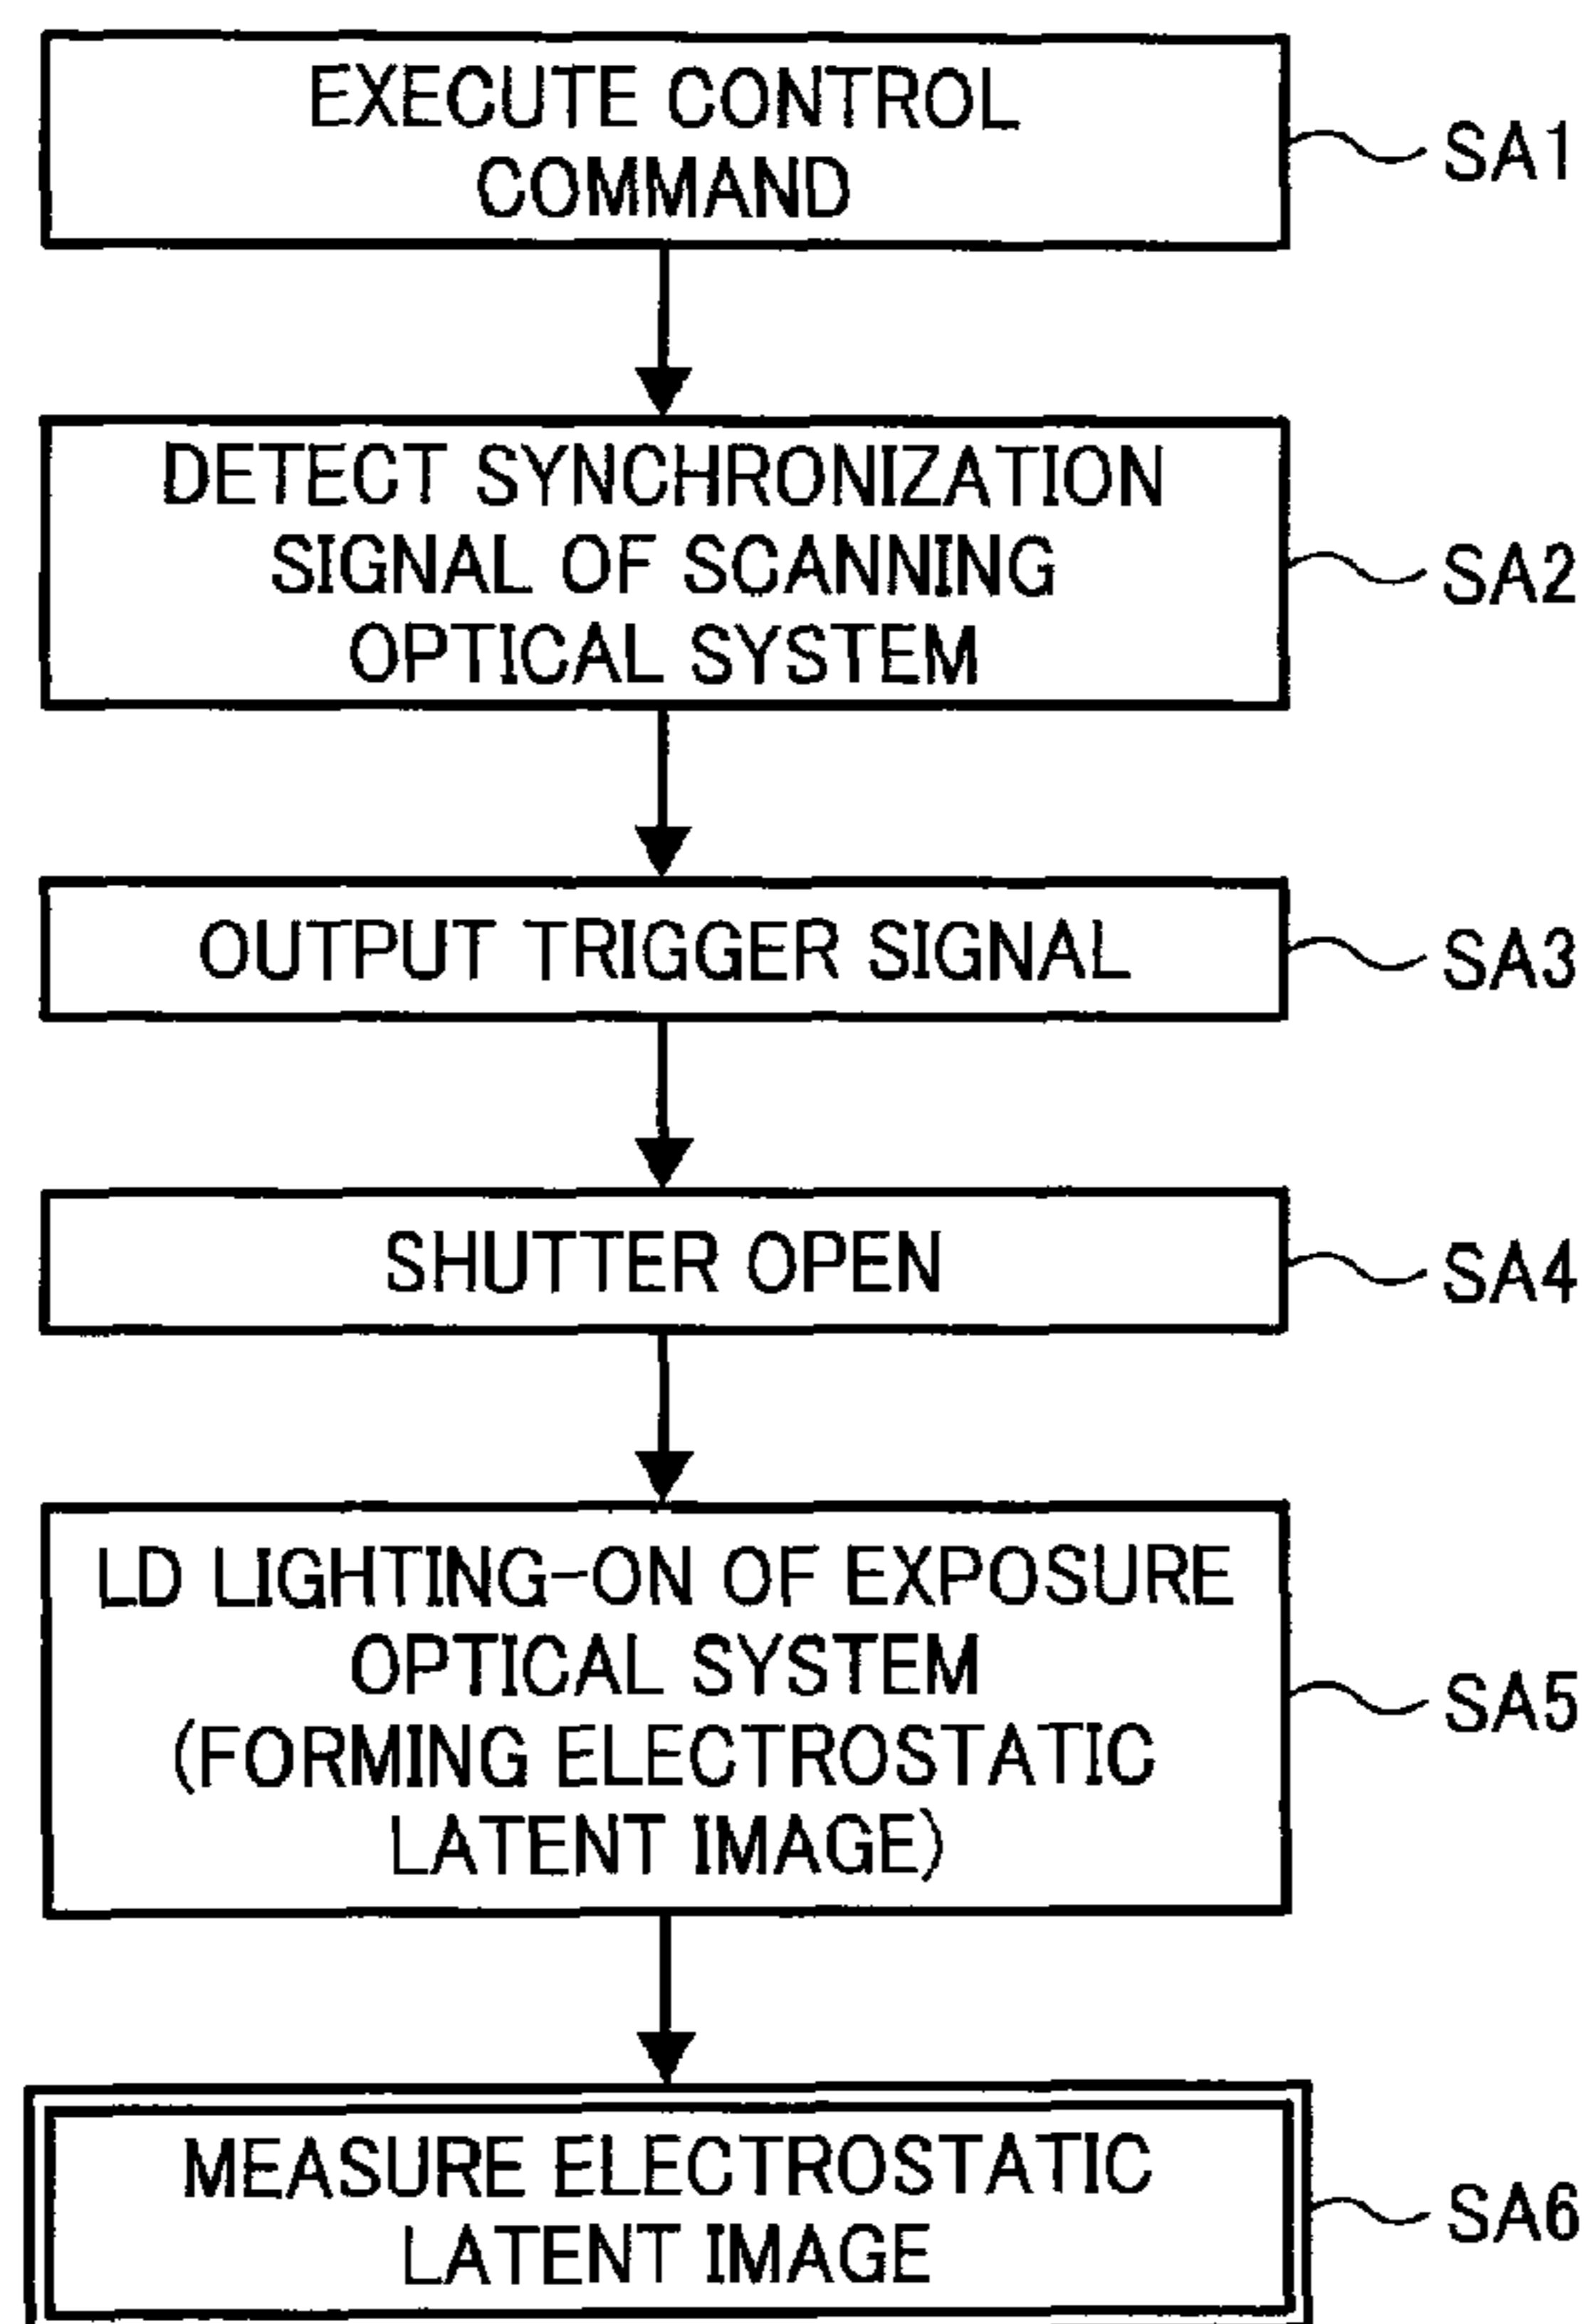 EXECUTE CONTROL
COMMAND
SA1
DETECT SYNCHRONIZATION
SIGNAL OF SCANNING
OPTICAL SYSTEM
SA2
OUTPUT TRIGGER SIGNAL
SA3
SHUTTER OPEN
SA4
LD LIGHTING-ON OF EXPOSURE
OPTICAL SYSTEM
(FORMING ELECTROSTATIC
LATENT IMAGE)
SA5
MEASURE ELECTROSTATIC
LATENT IMAGE
SA6